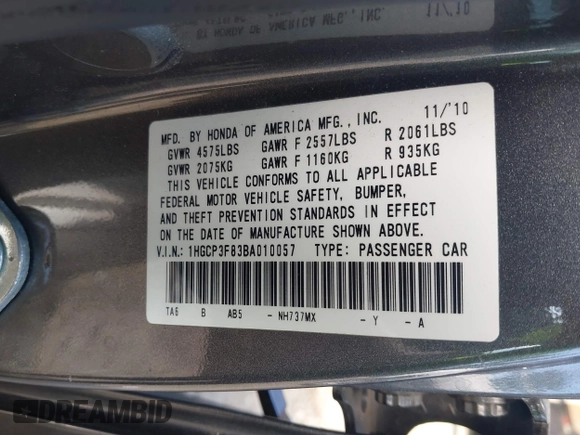 MFD. BY HONDA OF AMERICA MFG., INC. 11/'10
GVWR 4575LBS GAWR F 2557LBS R 2061LBS
GVWR 2075KG GAWR F 1160KG R 935KG
THIS VEHICLE CONFORMS TO ALL APPLICABLE
FEDERAL MOTOR VEHICLE SAFETY, BUMPER,
AND THEFT PREVENTION STANDARDS IN EFFECT
ON THE DATE OF MANUFACTURE SHOWN ABOVE.
V.I.N.: 1HGCP3F83BA010057 TYPE: PASSENGER CAR
TA6 B AB5 - NH737MX - Y - A
DREAMBID